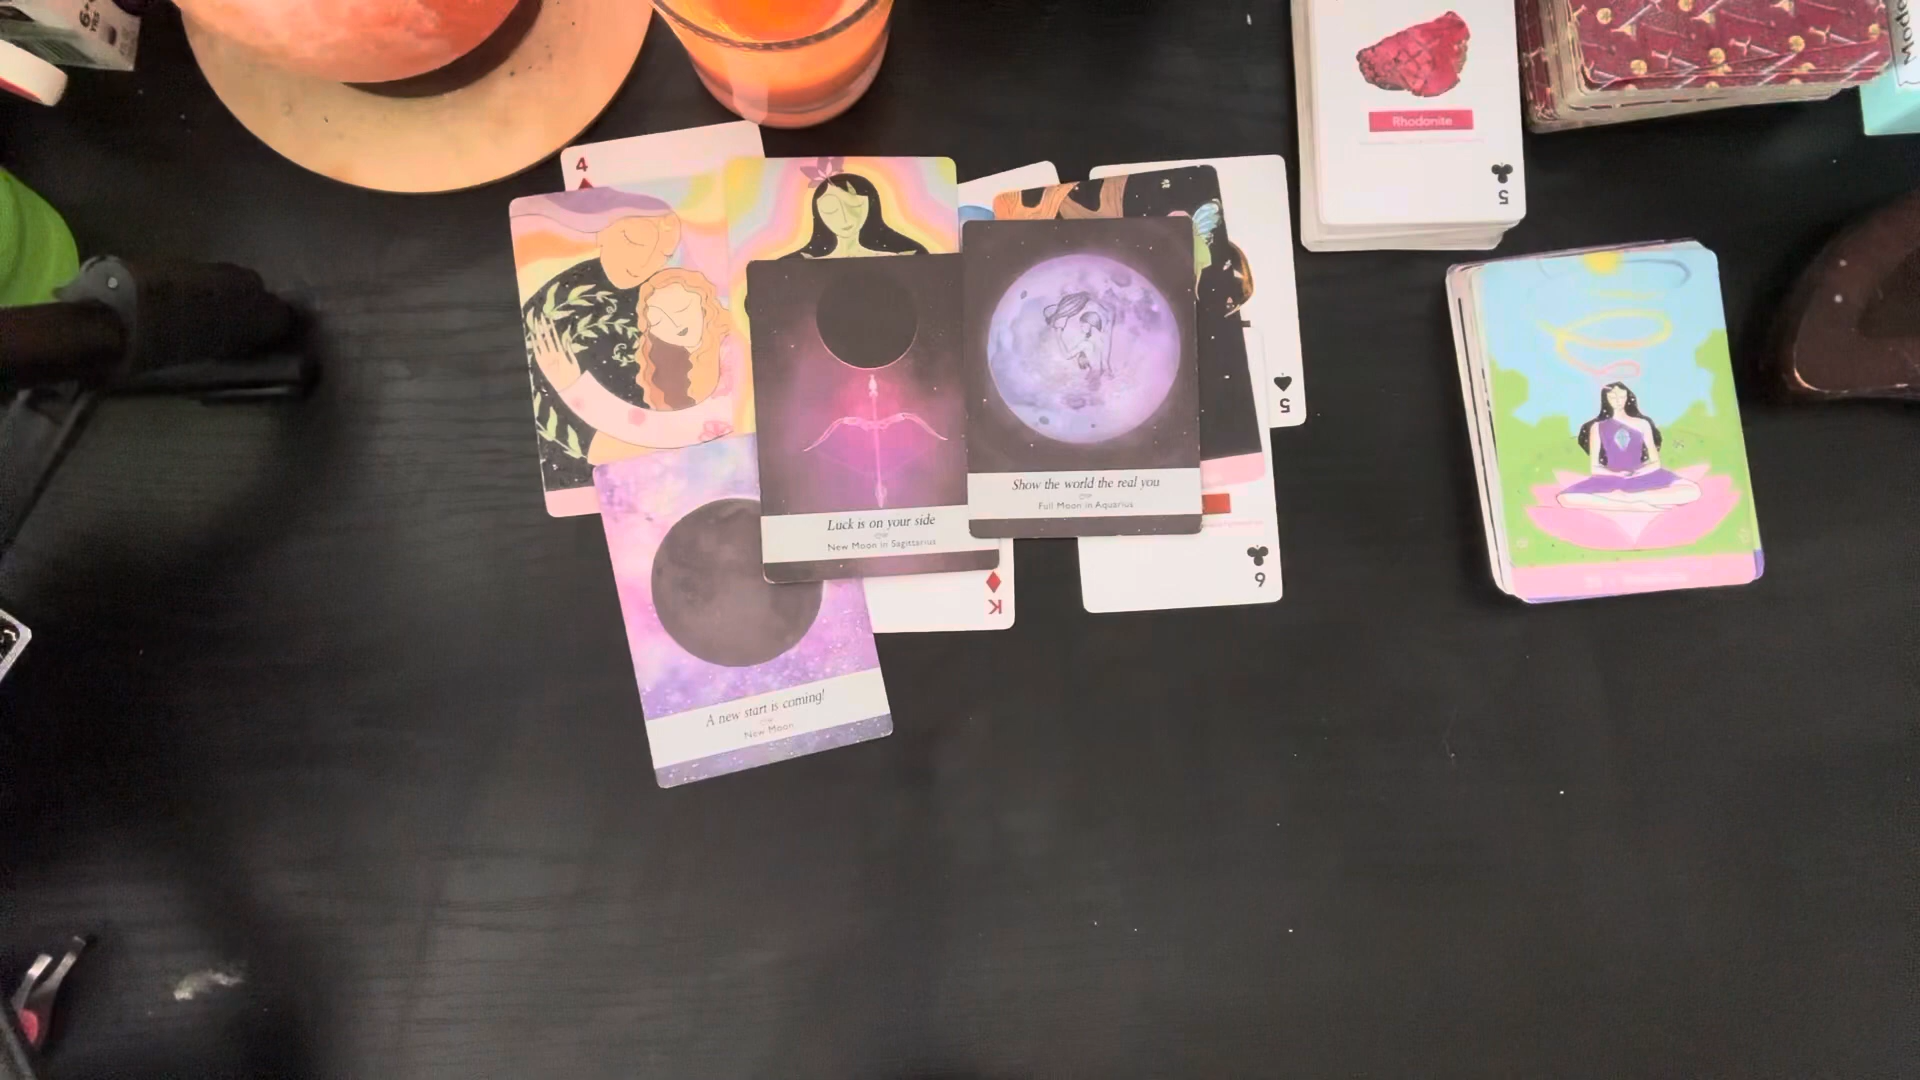 4
Rhodonite
5
5
Show the world the real you
Full Moon in Aquarius
Luck is on your side
New Moon in Sagittarius
6
K
A new start is coming!
New Moon